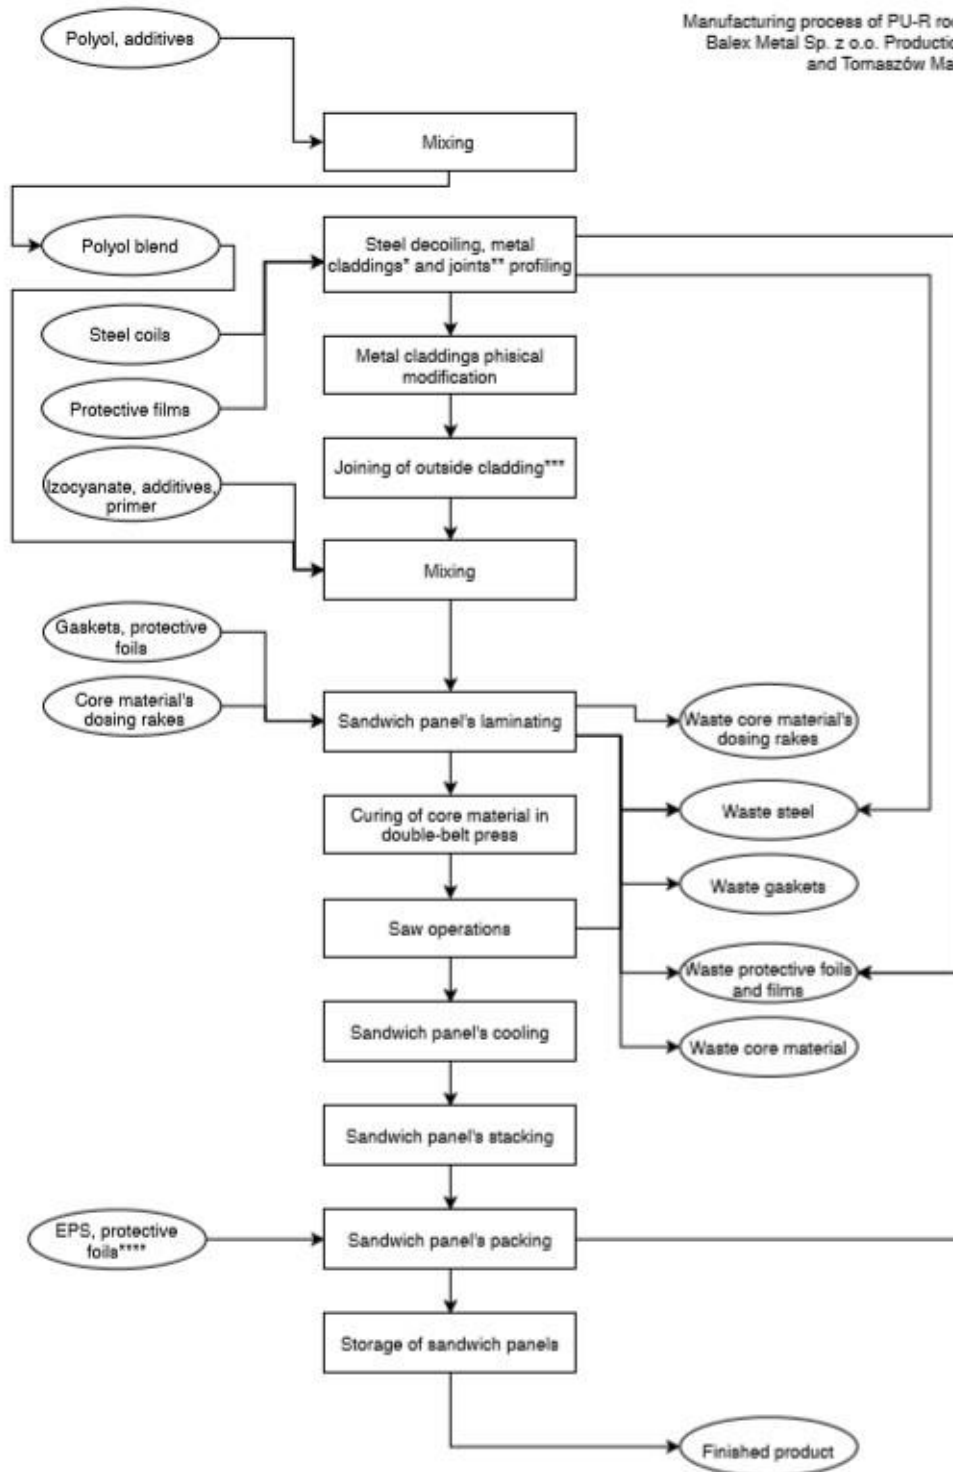 Manufacturing process of PU-R
Balex Metal Sp. z o.o.
and Tomaszów
Polyol, additives
Mixing
Polyol blend
Steel decoiling, metal
claddings* and joints** profiling
Steel coils
Metal claddings phisical
modification
Protective films
Joining of outside cladding***
Izocyanate, additives,
primer
Mixing
Gaskets, protective
foils
Core material's
dosing rakes
Sandwich panel's laminating
Waste core material's
dosing rakes
Curing of core material in
double-belt press
Waste steel
Waste gaskets
Saw operations
Waste protective foils
and films
Sandwich panel's cooling
Waste core material
Sandwich panel's stacking
EPS, protective
foils****
Sandwich panel's packing
Storage of sandwich panels
Finished product